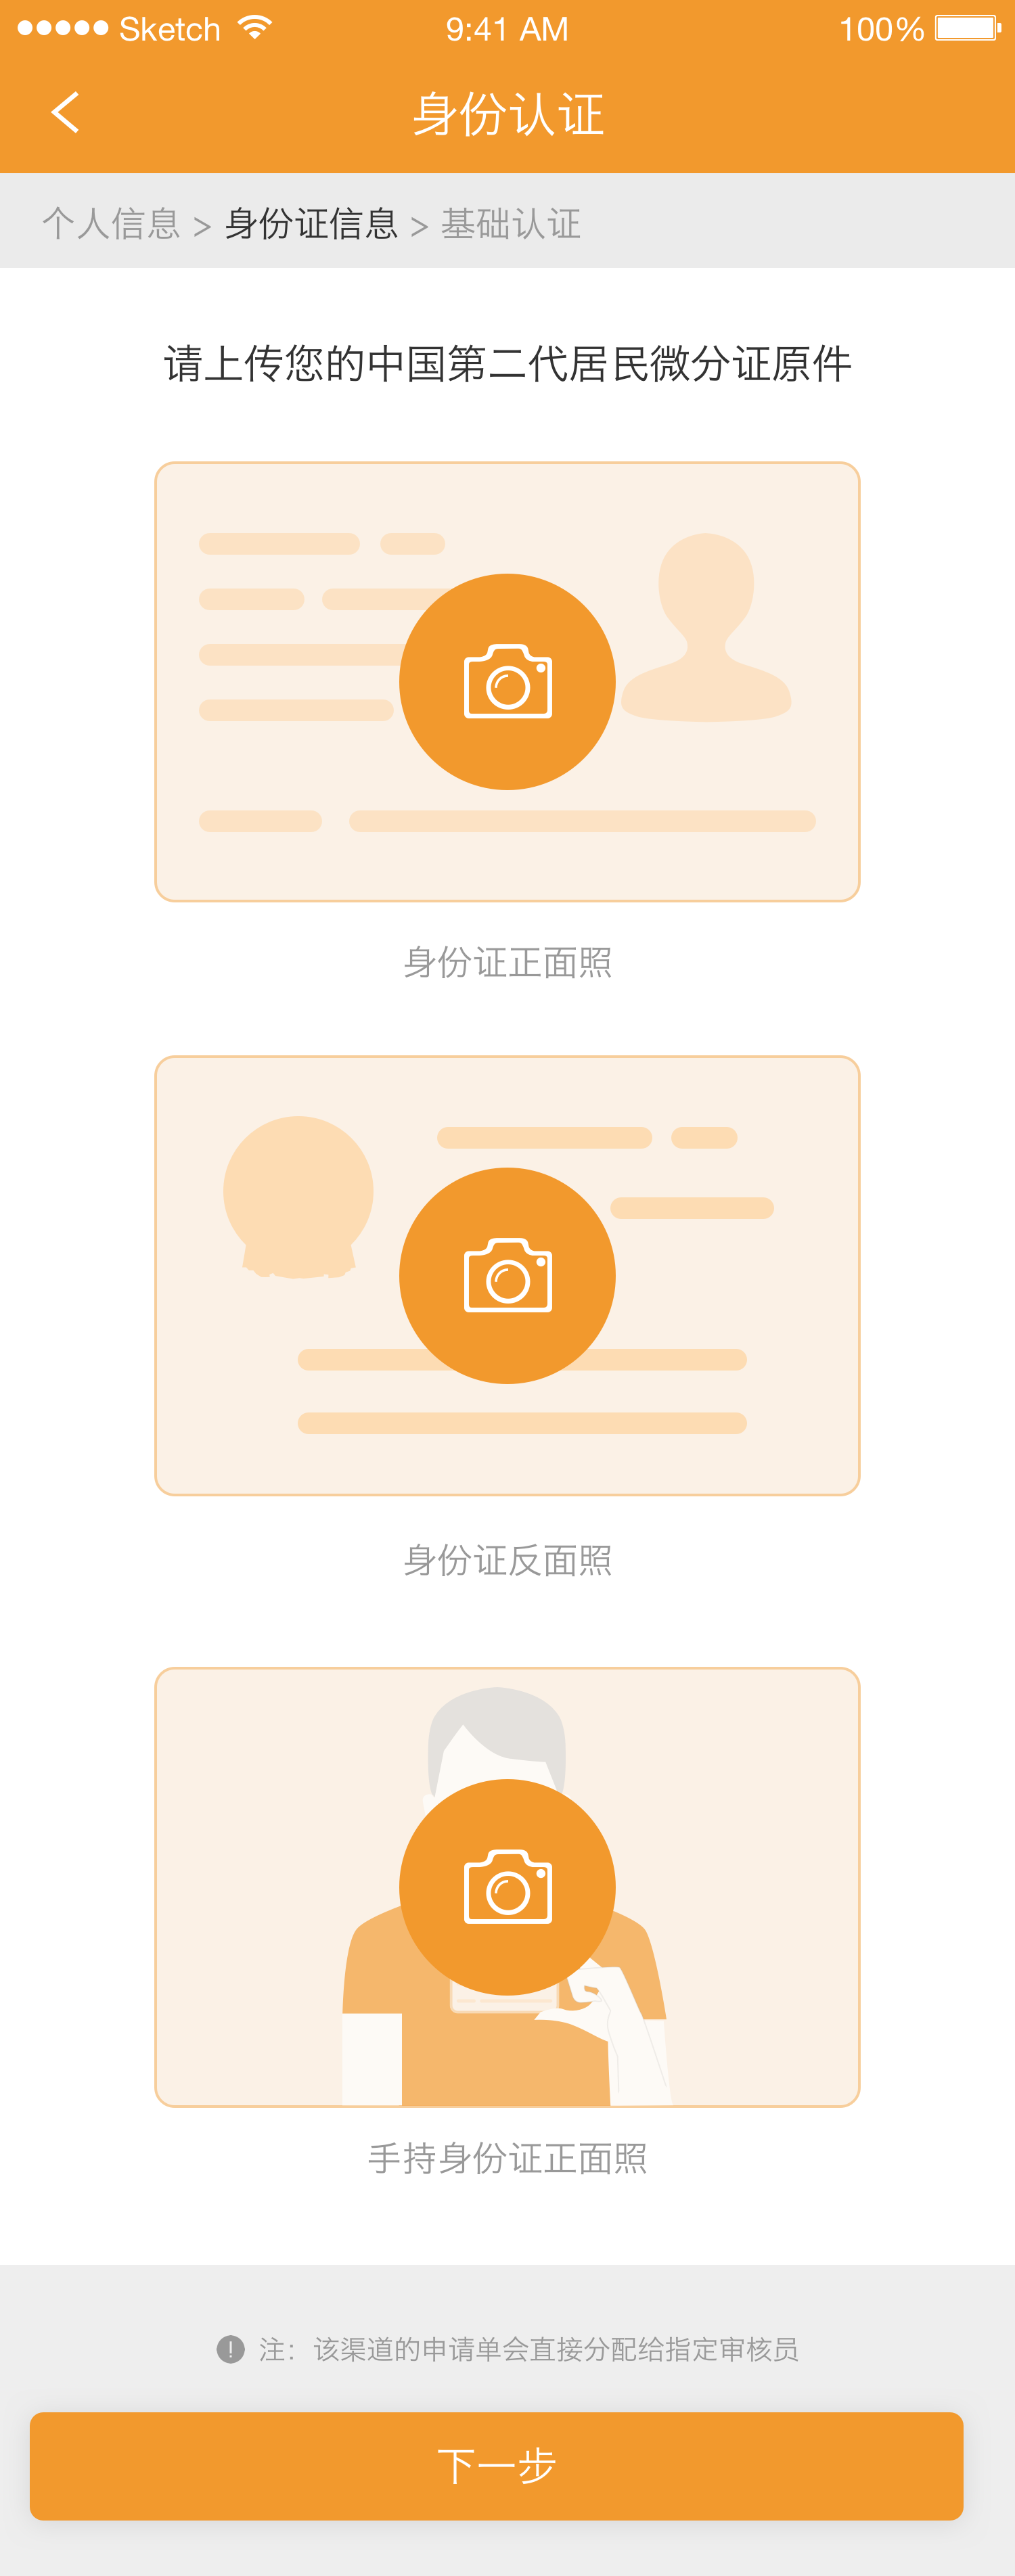 Sketch 9:41 AM 100%
身份认证
个人信息 > 身份证信息 > 基础认证
请上传您的中国第二代居民微分证原件
身份证正面照
身份证反面照
手持身份证正面照
! 注：该渠道的申请单会直接分配给指定审核员
下一步